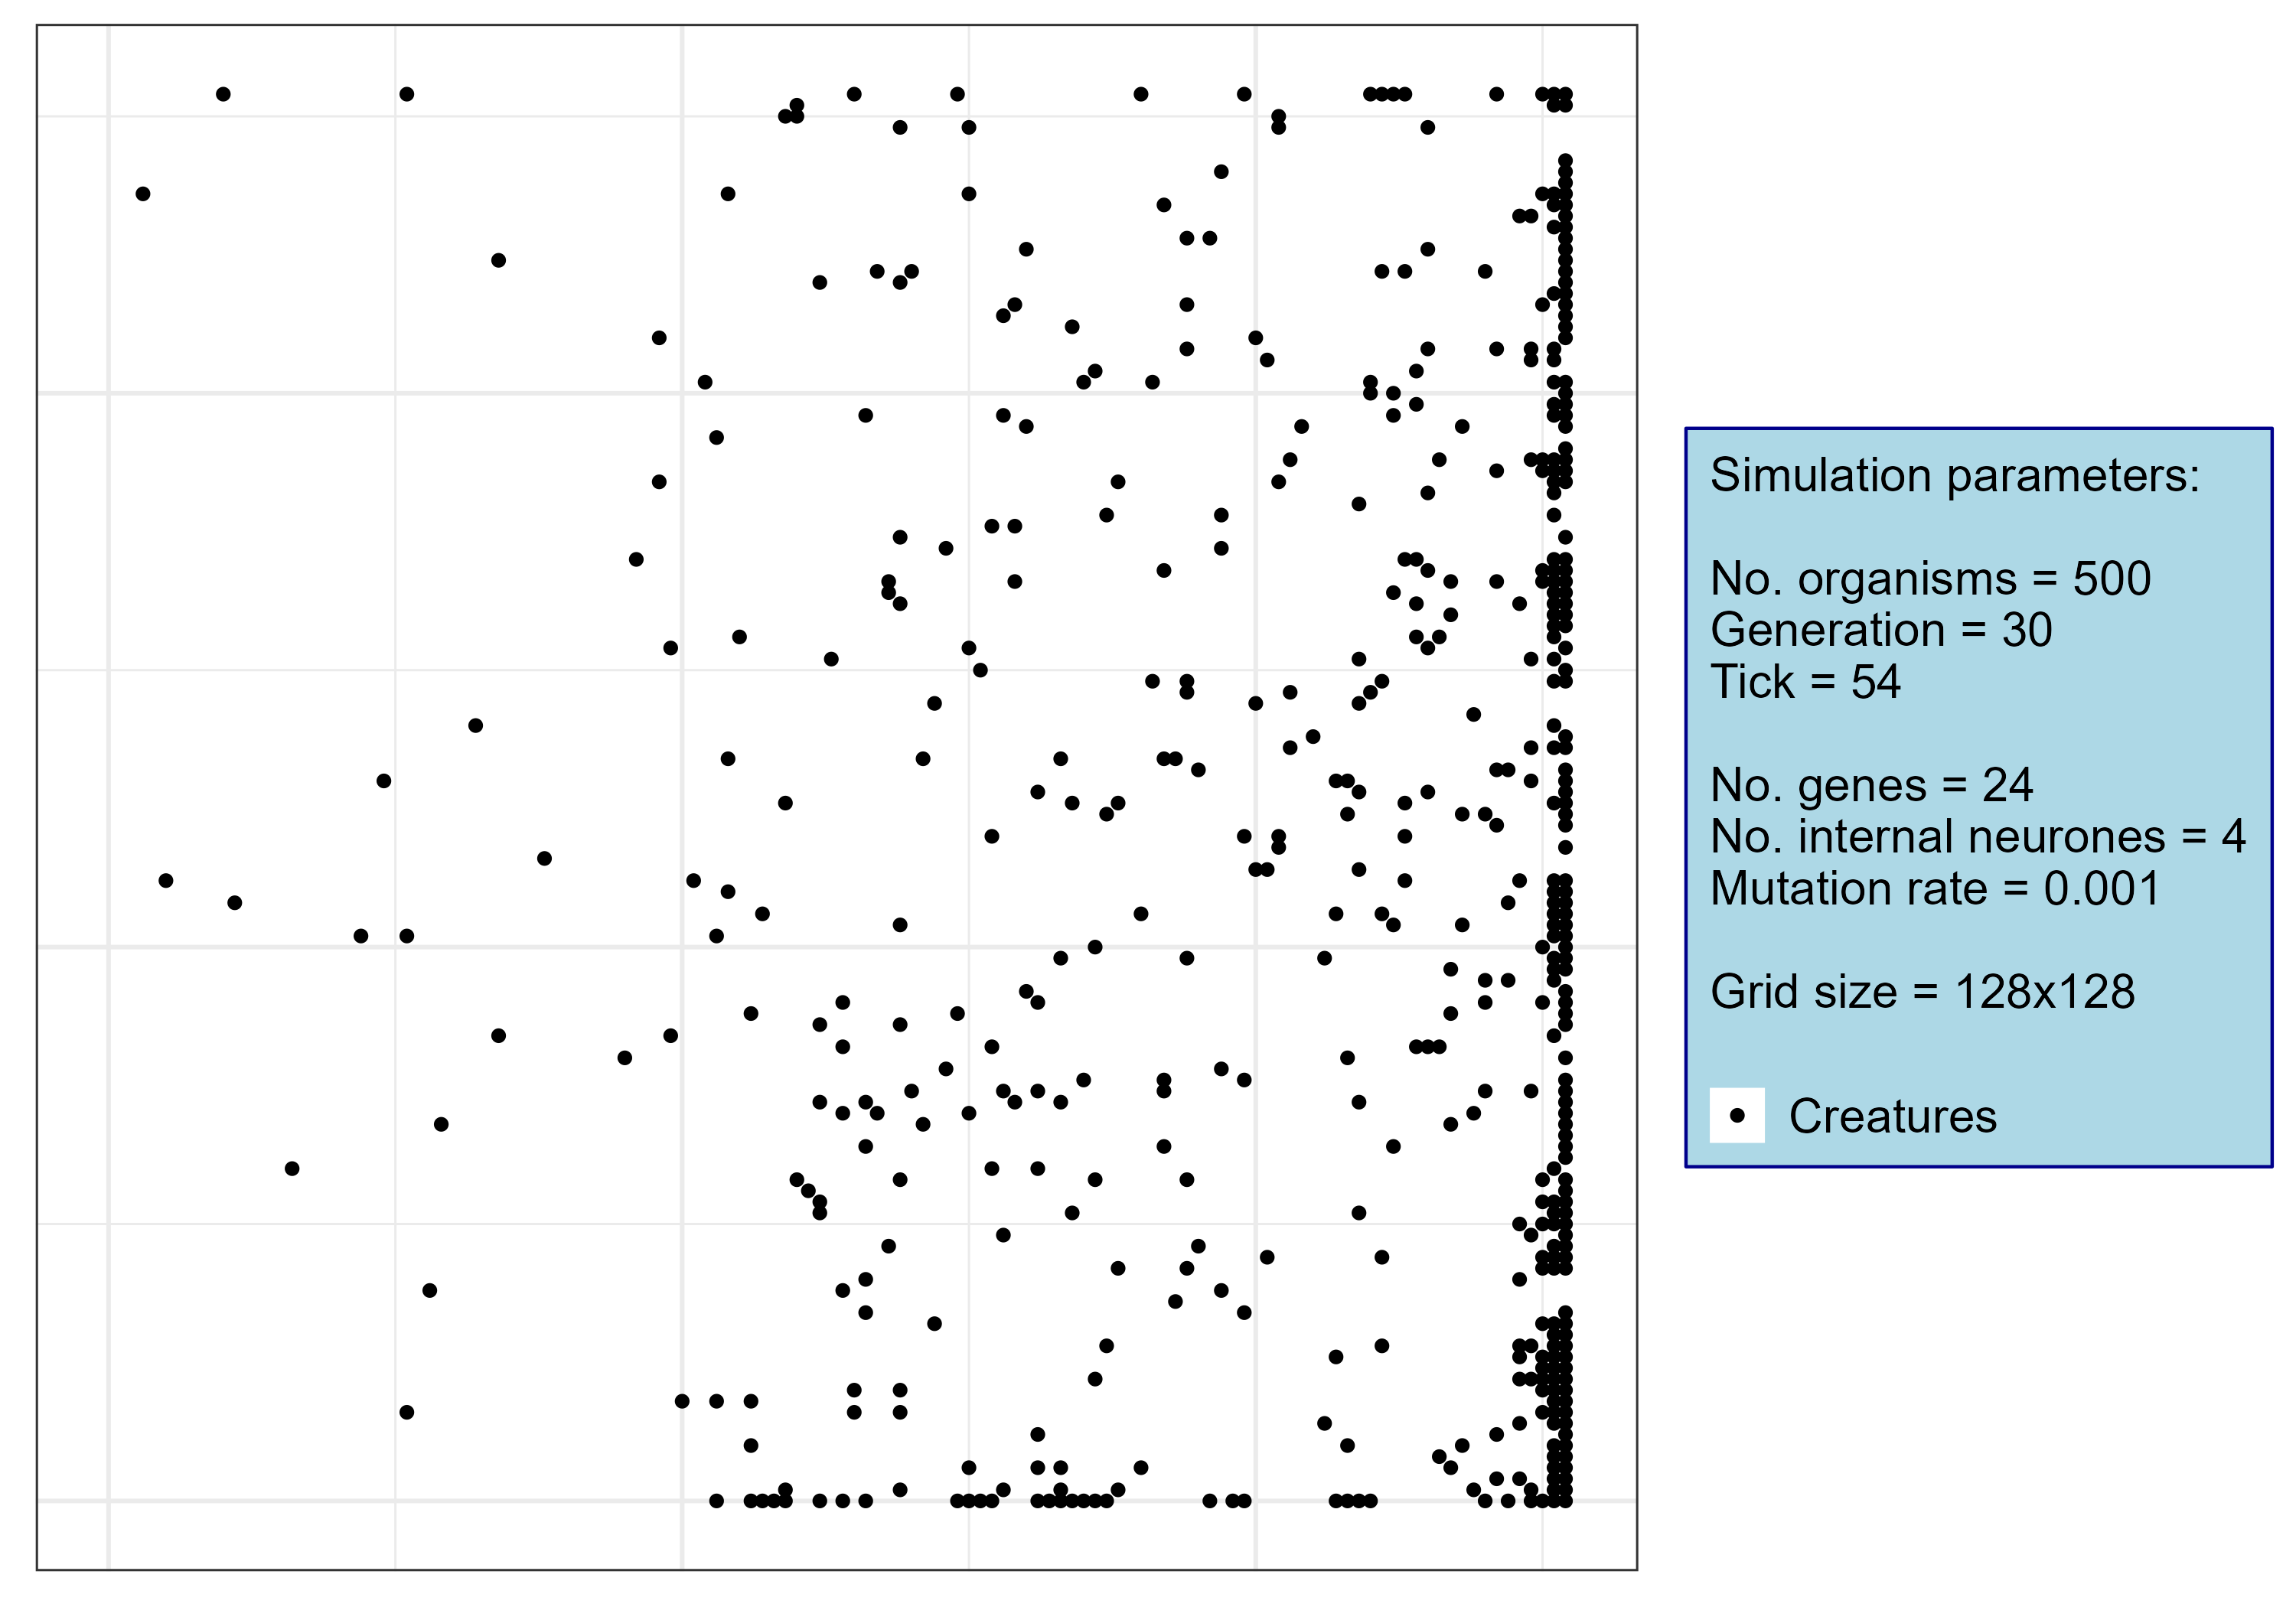 Simulation parameters:
No. organisms = 500
Generation = 30
Tick = 54
No. genes = 24
No. internal neurones = 4
Mutation rate = 0.001
Grid size = 128x128
Creatures